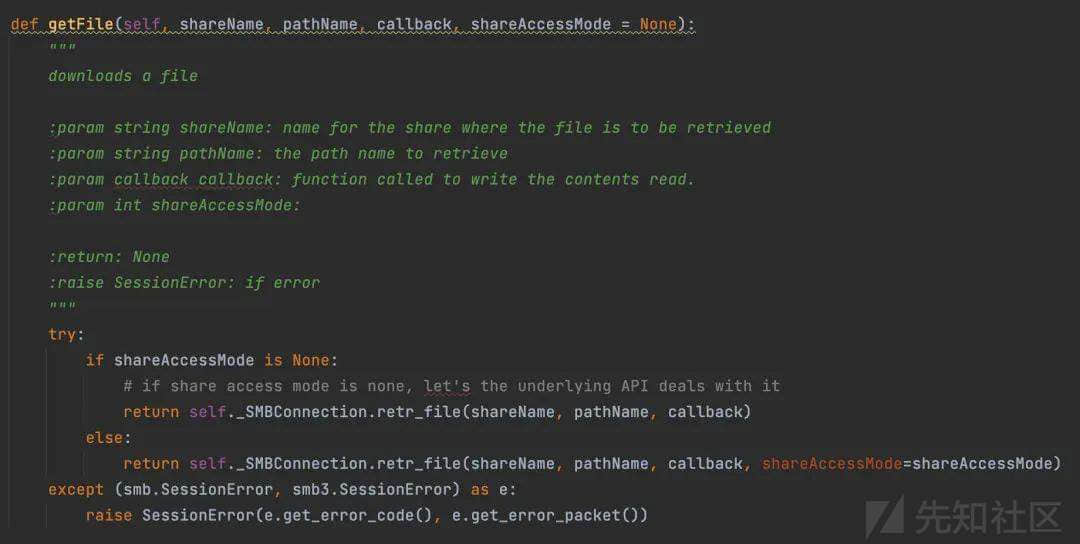 def getFile(self, shareName, pathName, callback, shareAccessMode = None):
"""
downloads a file
:param string shareName: name for the share where the file is to be retrieved
:param string pathName: the path name to retrieve
:param callback callback: function called to write the contents read.
:param int shareAccessMode:
:return: None
:raise SessionError: if error
"""
try:
if shareAccessMode is None:
# if share access mode is none, let's the underlying API deals with it
return self._SMBConnection.retr_file(shareName, pathName, callback)
else:
return self._SMBConnection.retr_file(shareName, pathName, callback, shareAccessMode=shareAccessMode)
except (smb.SessionError, smb3.SessionError) as e:
raise SessionError(e.get_error_code(), e.get_error_packet())
先知社区